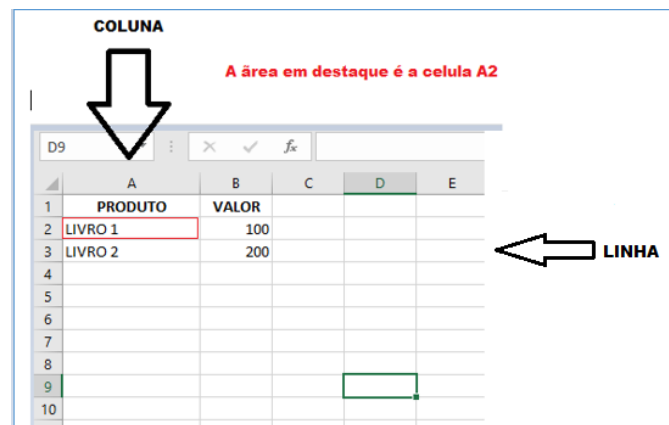 COLUNA
A ãrea em destaque é a celula A2
D9 fx
A B C D E
1 PRODUTO VALOR
2 LIVRO 1 100
3 LIVRO 2 200
LINHA
4
5
6
7
8
9
10